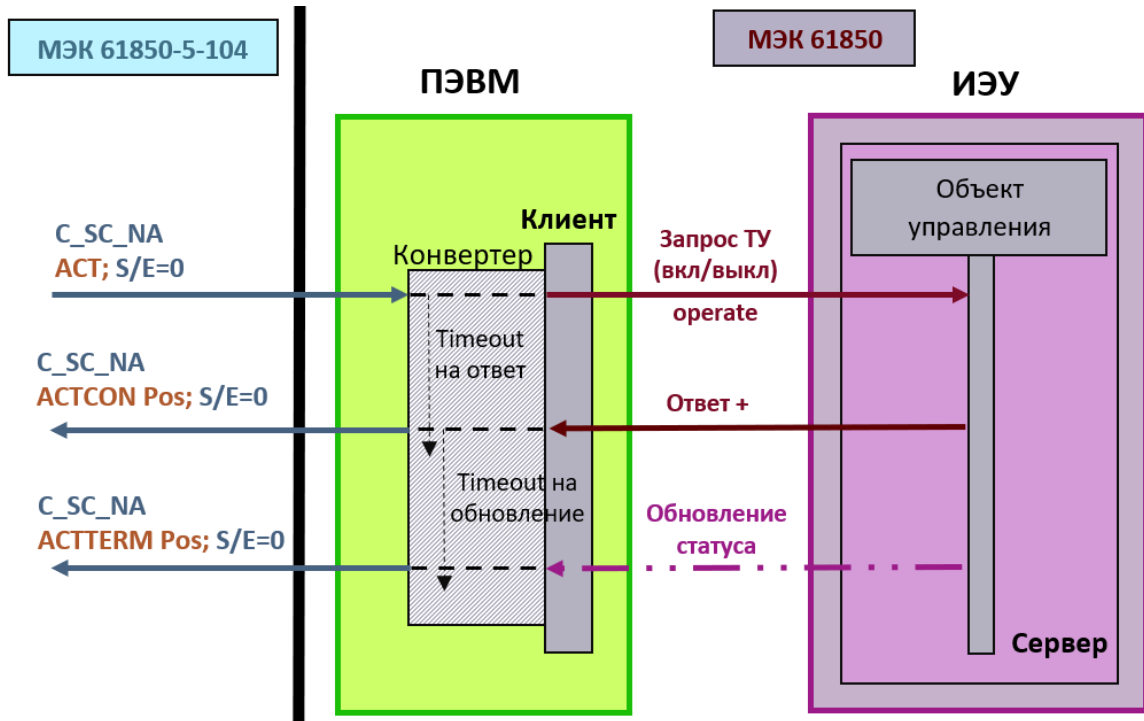 МЭК 61850-5-104
МЭК 61850
ПЭВМ
ИЭУ
Объект
управления
C_SC_NA
ACT; S/E=0
Клиент
Конвертер
Запрос ТУ
(вкл/выкл)
operate
Timeout
на ответ
C_SC_NA
ACTCON Pos; S/E=0
Ответ +
Timeout на
обновление
C_SC_NA
ACTTERM Pos; S/E=0
Обновление
статуса
Сервер